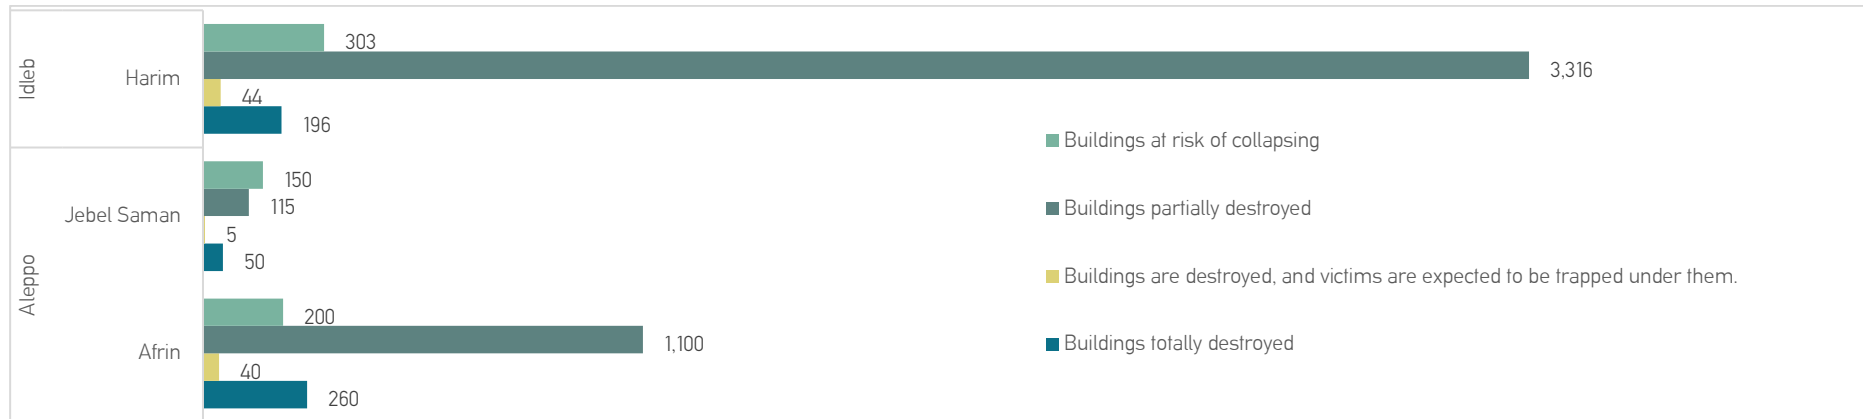 Idleb
Harim
303
3,316
44
196
Aleppo
Jebel Saman
150
115
5
50
Afrin
200
1,100
40
260
Buildings at risk of collapsing
Buildings partially destroyed
Buildings are destroyed, and victims are expected to be trapped under them.
Buildings totally destroyed